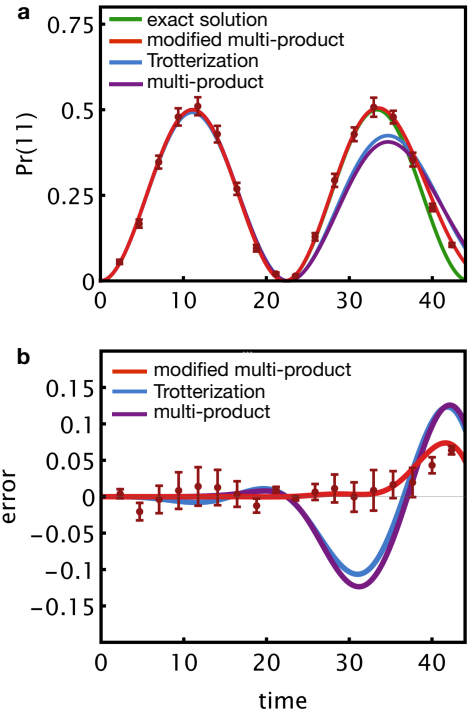 a
exact solution
modified multi-product
Trotterization
multi-product
Pr(11)
0.75
0.5
0.25
0
0 10 20 30 40
b
modified multi-product
Trotterization
multi-product
error
0.15
0.1
0.05
0
−0.05
−0.1
−0.15
0 10 20 30 40
time